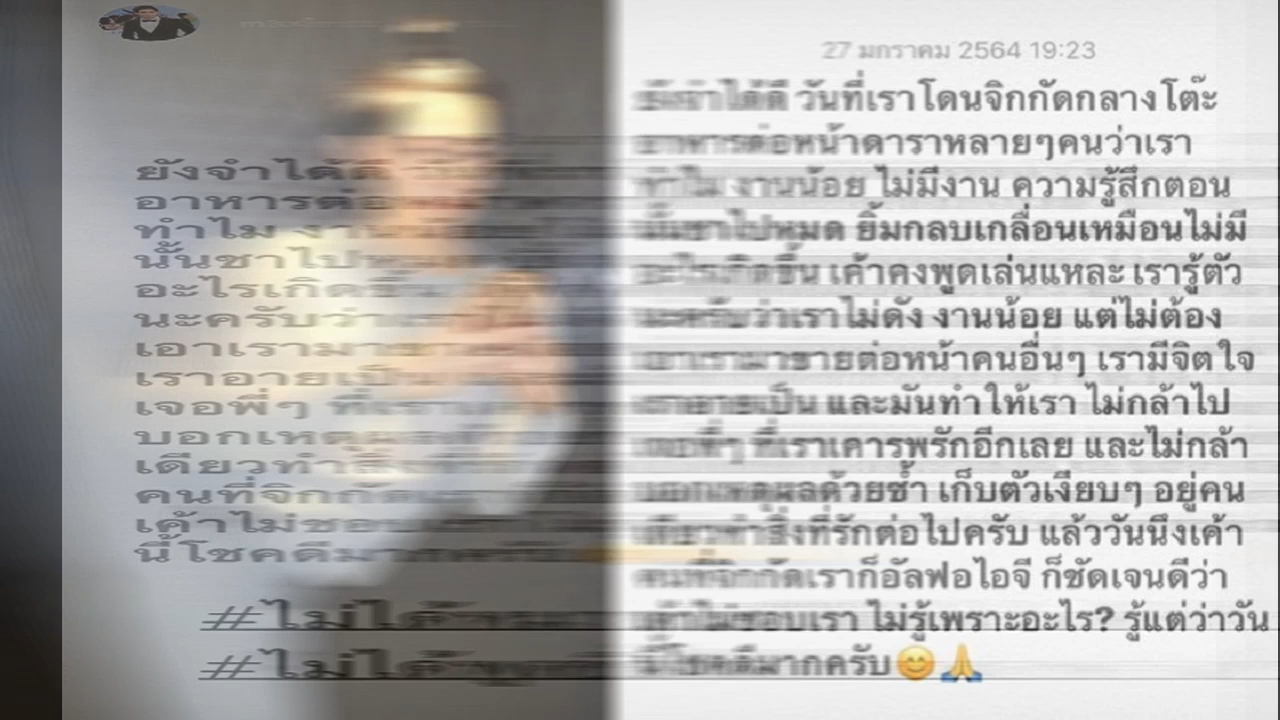 ยังจำได้ดี
อาหารต่อ
ทำไม งาน
นั้นชาไปหมด
อะไรเกิดขึ้น
นะครับว่า
เอาเรามา
เราอายเป็น
เจอพี่ๆ ที่เรา
บอกเหตุผล
เดียวทำสิ่ง
คนที่จิกกัด
เค้าไม่ชอบ
นี้โชคดีมากครับ
#ไม่ได้
#ไม่ได้
27 มกราคม 2564 19:23
ยังจำได้ดี วันที่เราโดนจิกกัดกลางโต๊ะ
อาหารต่อหน้าดาราหลายๆคนว่าเรา
ทำไม งานน้อย ไม่มีงาน ความรู้สึกตอน
นั้นชาไปหมด ยิ้มกลบเกลื่อนเหมือนไม่มี
อะไรเกิดขึ้น เค้าคงพูดเล่นแหละ เรารู้ตัว
นะครับว่าเราไม่ดัง งานน้อย แต่ไม่ต้อง
เอาเรามาขายต่อหน้าคนอื่นๆ เรามีจิตใจ
เราอายเป็น และมันทำให้เรา ไม่กล้าไป
เจอพี่ๆ ที่เราเคารพรักอีกเลย และไม่กล้า
บอกเหตุผลด้วยซ้ำ เก็บตัวเงียบๆ อยู่คน
เดียวทำสิ่งที่รักต่อไปครับ แล้ววันนึงเค้า
คนที่จิกกัดเราก็อัลฟอไอจี ก็ชัดเจนดีว่า
เค้าไม่ชอบเรา ไม่รู้เพราะอะไร? รู้แต่ว่าวัน
นี้โชคดีมากครับ😊🙏